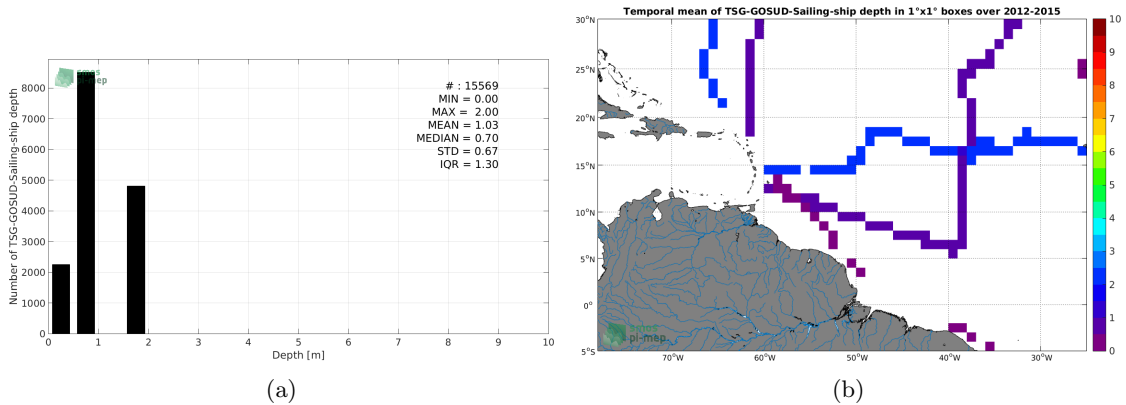 smos
pi-mep
# : 15569
MIN = 0.00
MAX = 2.00
MEAN = 1.03
MEDIAN = 0.70
STD = 0.67
IQR = 1.30
Number of TSG-GOSUD-Sailing-ship depth
8000
7000
6000
5000
4000
3000
2000
1000
0
0 1 2 3 4 5 6 7 8 9 10
Depth [m]
(a)
Temporal mean of TSG-GOSUD-Sailing-ship depth in 1°x1° boxes over 2012-2015
30°N
25°N
20°N
15°N
10°N
5°N
0°
5°S
70°W 60°W 50°W 40°W 30°W
smos
pi-mep
10
9
8
7
6
5
4
3
2
1
0
(b)